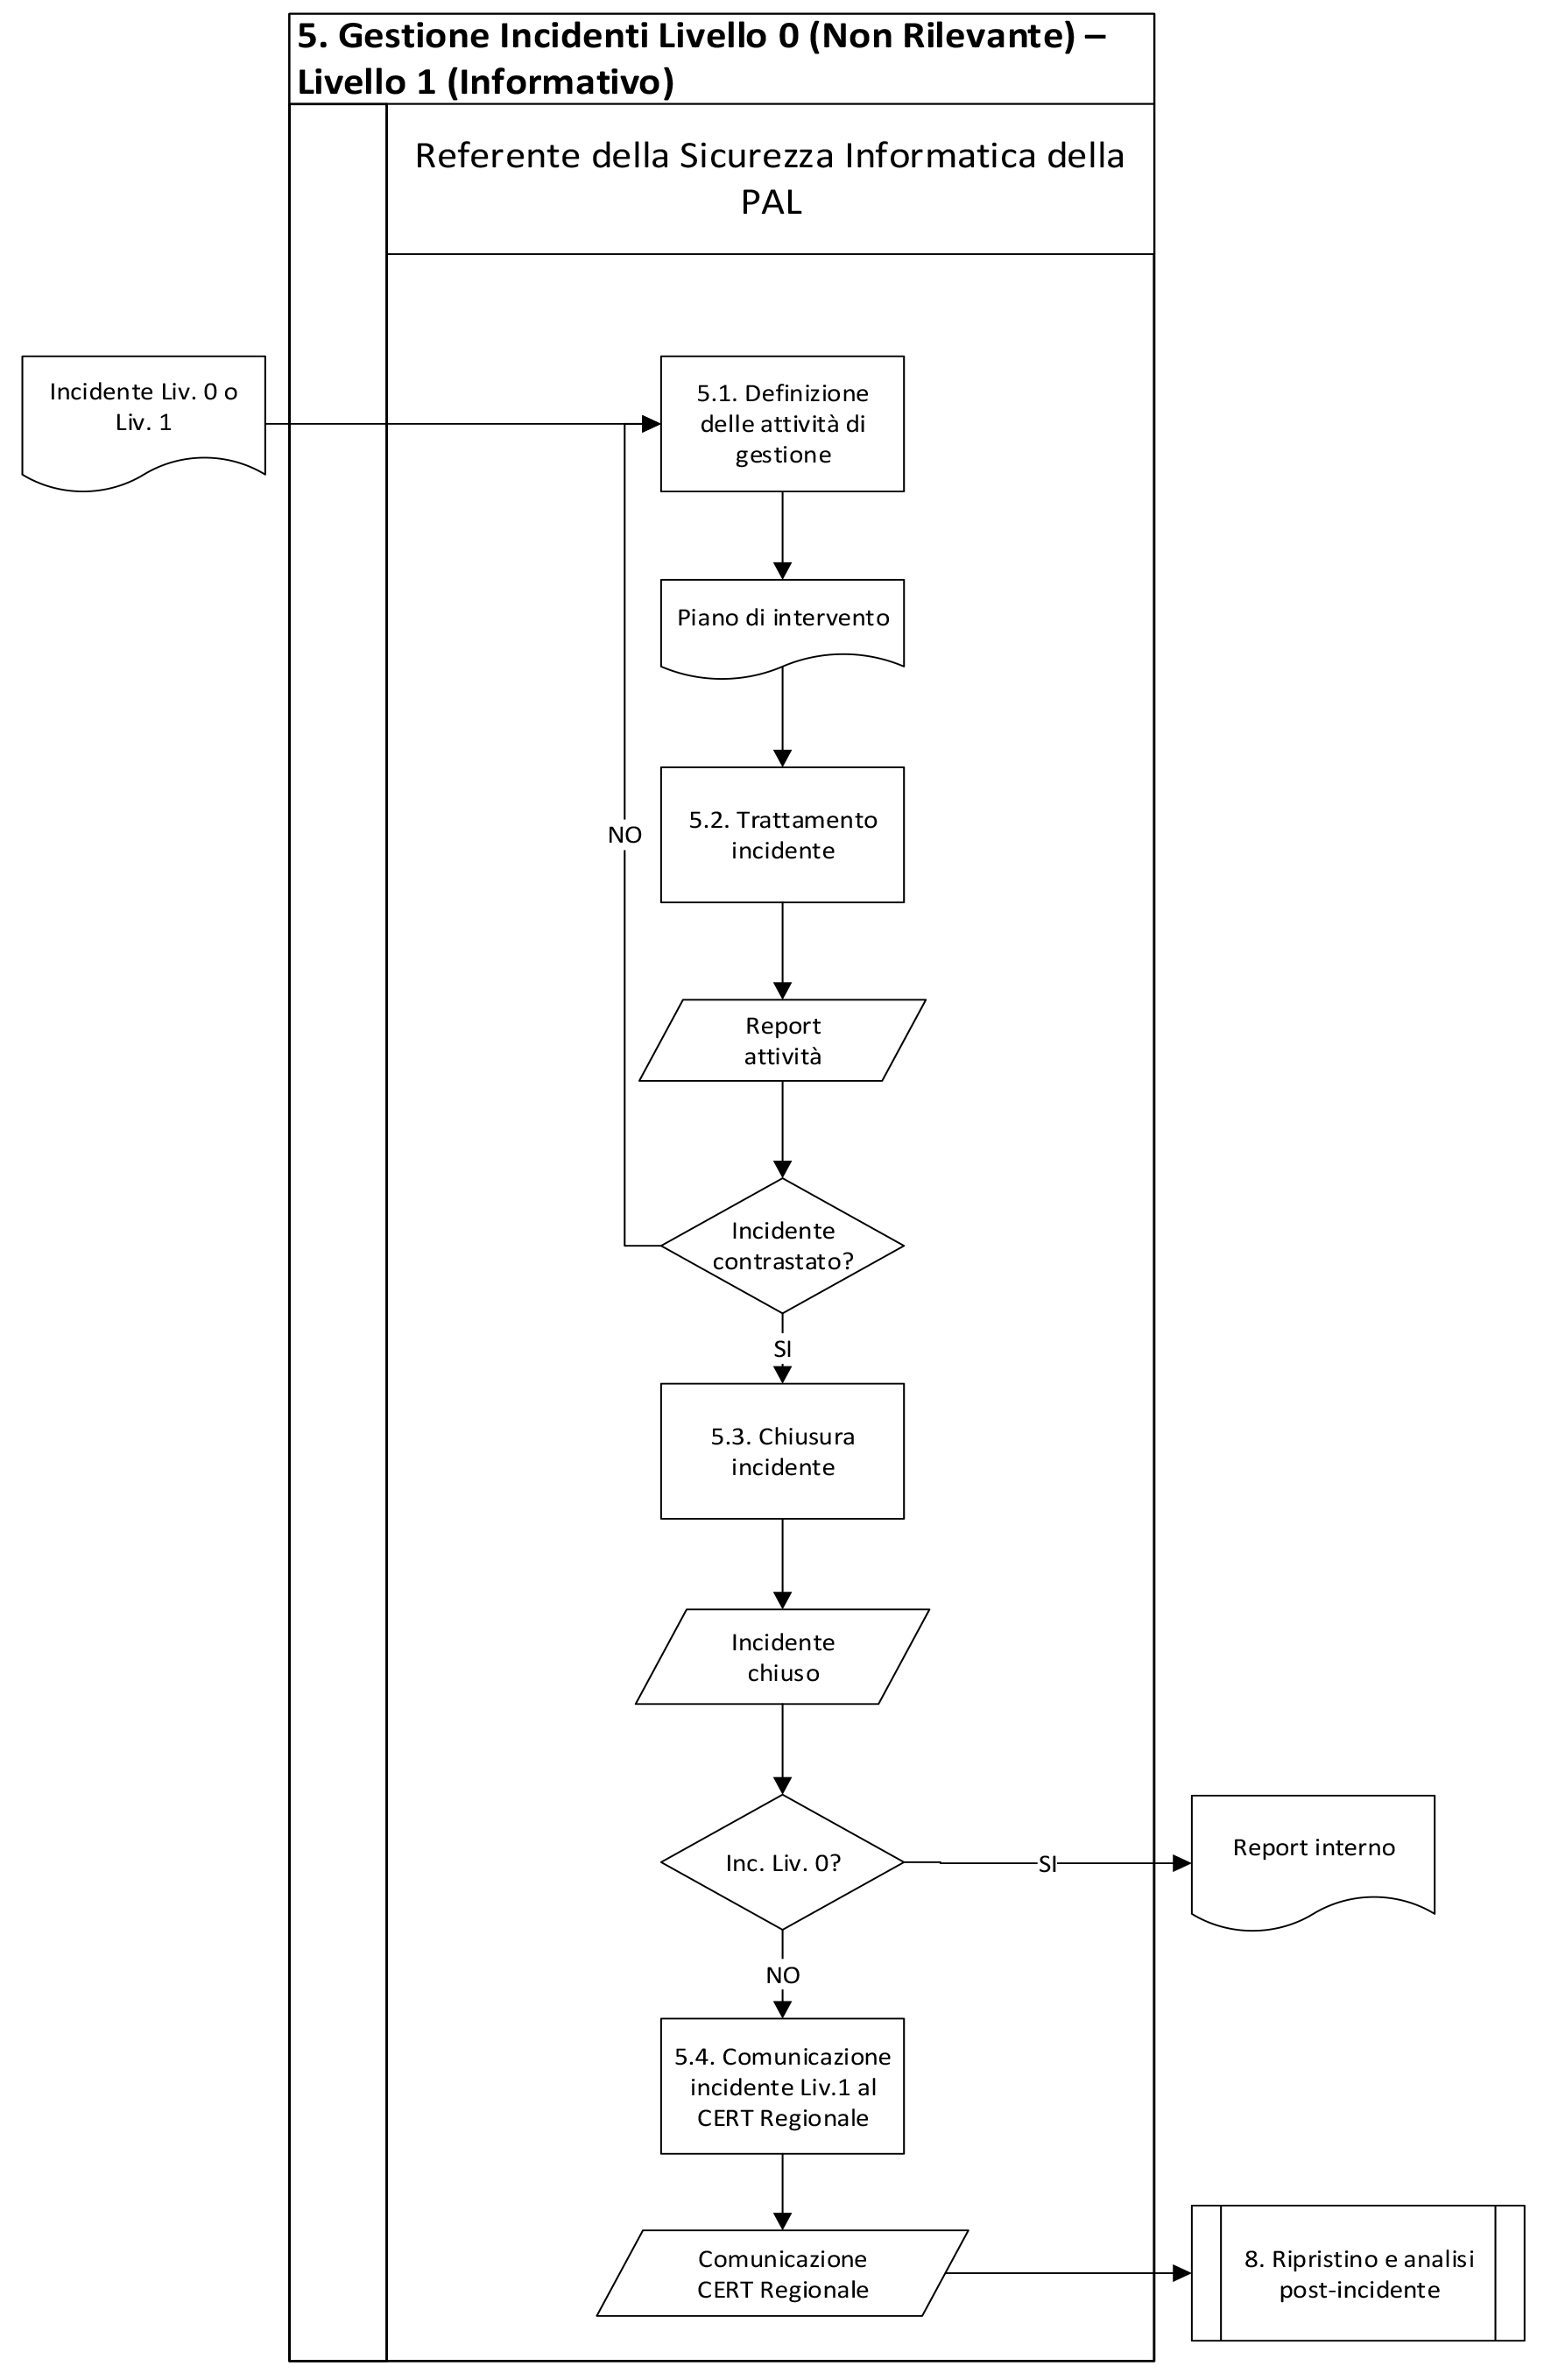 5. Gestione Incidenti Livello 0 (Non Rilevante) –
Livello 1 (Informativo)
Referente della Sicurezza Informatica della
PAL
Incidente Liv. 0 o
Liv. 1
5.1. Definizione
delle attività di
gestione
Piano di intervento
5.2. Trattamento
incidente
NO
Report
attività
Incidente
contrastato?
SI
5.3. Chiusura
incidente
Incidente
chiuso
Inc. Liv. 0?
SI
Report interno
NO
5.4. Comunicazione
incidente Liv.1 al
CERT Regionale
Comunicazione
CERT Regionale
8. Ripristino e analisi
post-incidente